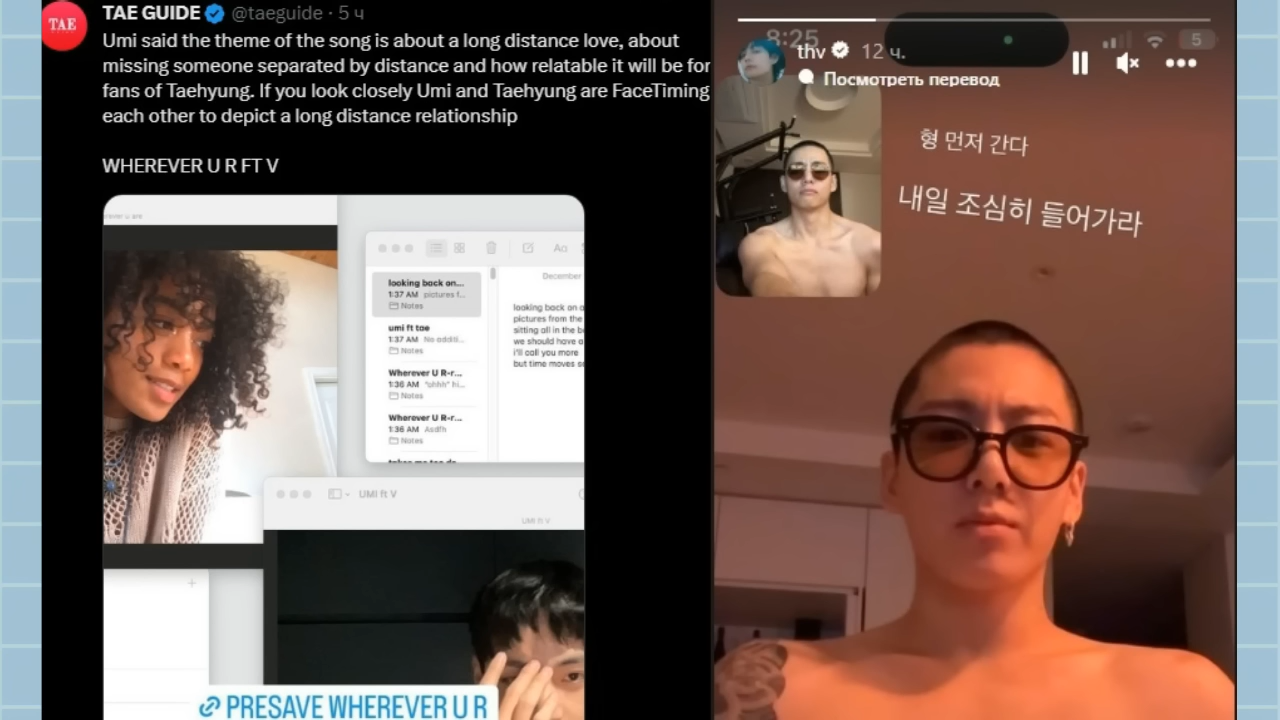 TAE GUIDE @taeguide · 5 ч
Umi said the theme of the song is about a long distance love, about
missing someone separated by distance and how relatable it will be for
fans of Taehyung. If you look closely Umi and Taehyung are FaceTiming
each other to depict a long distance relationship
WHEREVER U R FT V
TAE
looking back on...
1:37 AM pictures f...
Notes
umi ft tae
1:37 AM No additi...
Notes
Wherever U R-r...
1:36 AM "ohhh" hi...
Notes
Wherever U R-r...
1:36 AM Asdfh
Notes
Aa
December
looking back on
pictures from the
sitting all in the b
we should have
i'll call you more
but time moves
UMI ft V
UMI ft V
PRESAVE WHEREVER U R
8:25
5
thv 12 ч.
Посмотреть перевод
형 먼저 간다
내일 조심히 들어가라